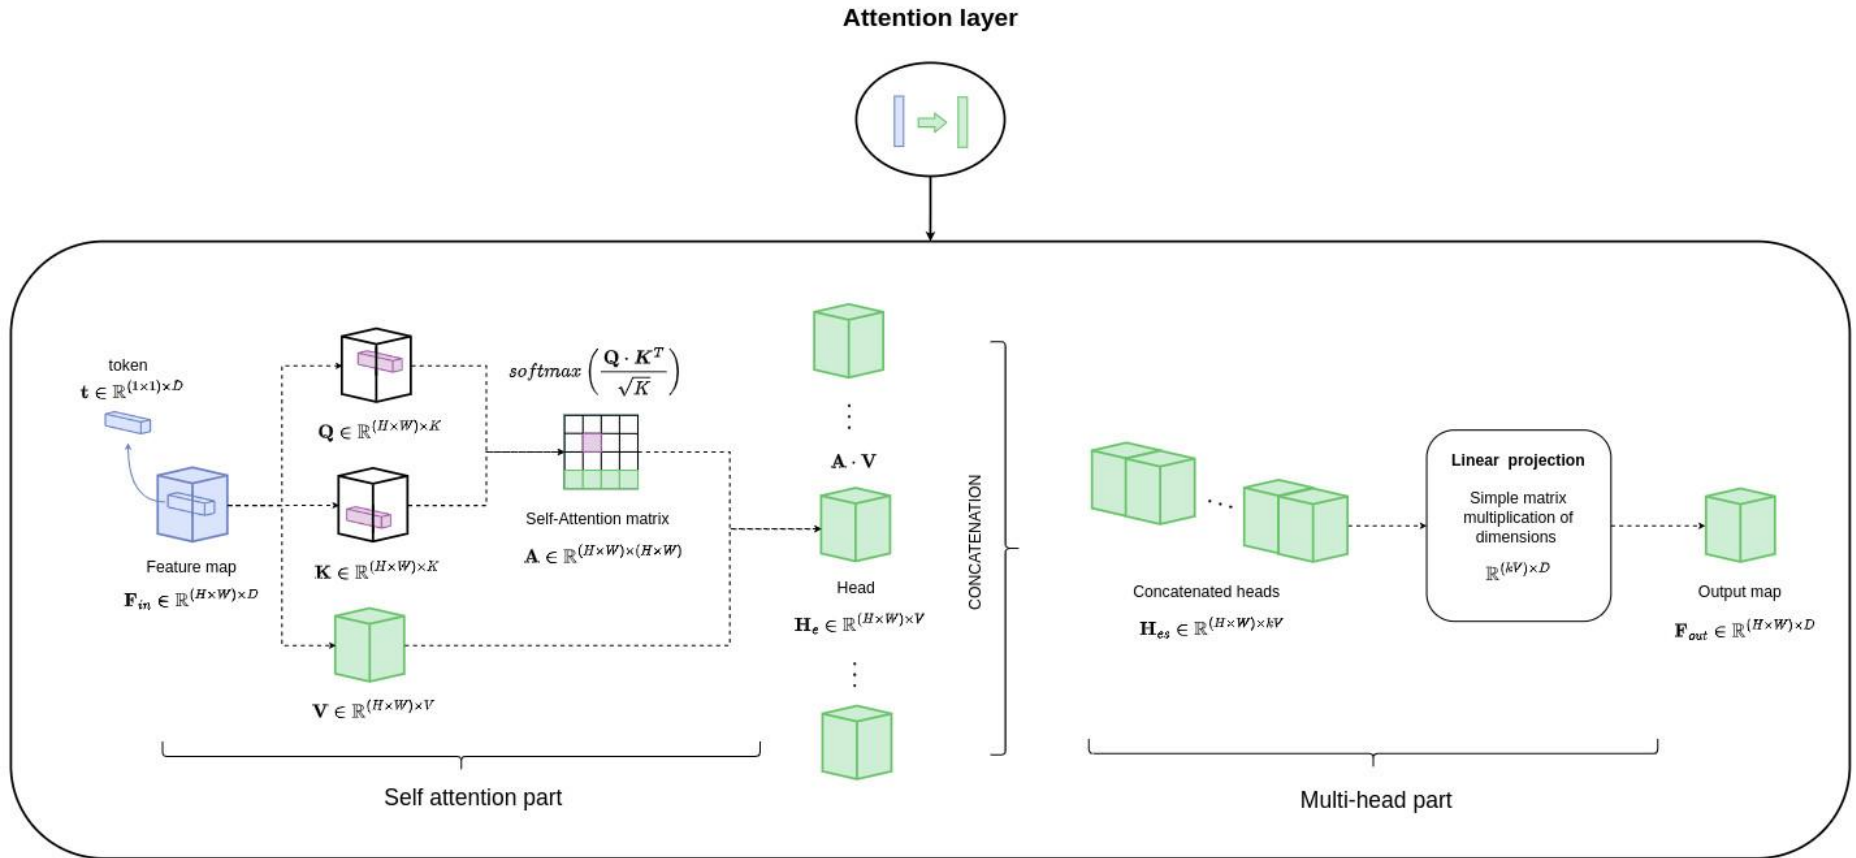 Attention layer
token
t ∈ ℝ^(1×1)×D
Feature map
F_in ∈ ℝ^(H×W)×D
Q ∈ ℝ^(H×W)×K
K ∈ ℝ^(H×W)×K
V ∈ ℝ^(H×W)×V
softmax(Q · K^T / √K)
Self-Attention matrix
A ∈ ℝ^(H×W)×(H×W)
Self attention part
⋮
A · V
Head
H_e ∈ ℝ^(H×W)×V
⋮
CONCATENATION
...
Concatenated heads
H_es ∈ ℝ^(H×W)×kV
Linear projection
Simple matrix
multiplication of
dimensions
ℝ^(kV)×D
Output map
F_out ∈ ℝ^(H×W)×D
Multi-head part